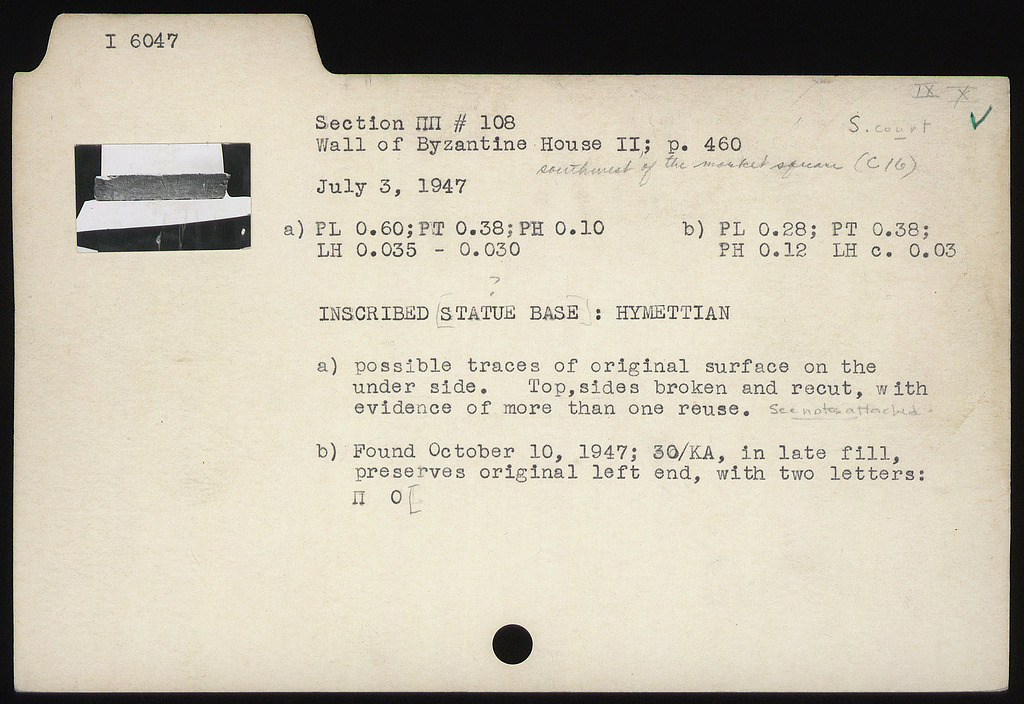 I 6047
IX X
Section ΠΠ # 108
S. court
Wall of Byzantine House II; p. 460
southwest of the market square (C 16)
July 3, 1947
a) PL 0.60; PT 0.38; PH 0.10
LH 0.035 - 0.030
b) PL 0.28; PT 0.38;
PH 0.12 LH c. 0.03
?
INSCRIBED [STATUE BASE]: HYMETTIAN
a) possible traces of original surface on the
under side. Top,sides broken and recut, with
evidence of more than one reuse. See notes attached.
b) Found October 10, 1947; 30/KA, in late fill,
preserves original left end, with two letters:
Π Ο[